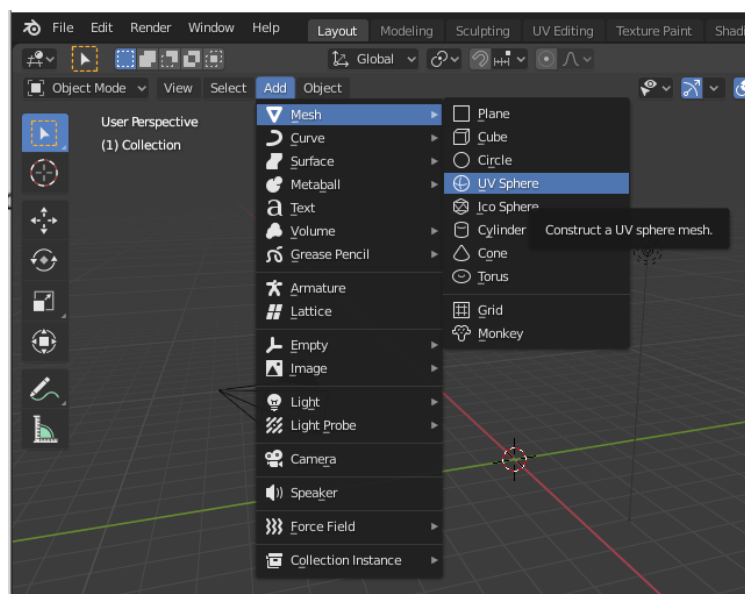 File Edit Render Window Help Layout Modeling Sculpting UV Editing Texture Paint Shadi
Global
Object Mode View Select Add Object
User Perspective
(1) Collection
Mesh
Curve
Surface
Metaball
Text
Volume
Grease Pencil
Armature
Lattice
Empty
Image
Light
Light Probe
Camera
Speaker
Force Field
Collection Instance
Plane
Cube
Circle
UV Sphere
Ico Sphere
Cylinder
Cone
Torus
Grid
Monkey
Construct a UV sphere mesh.